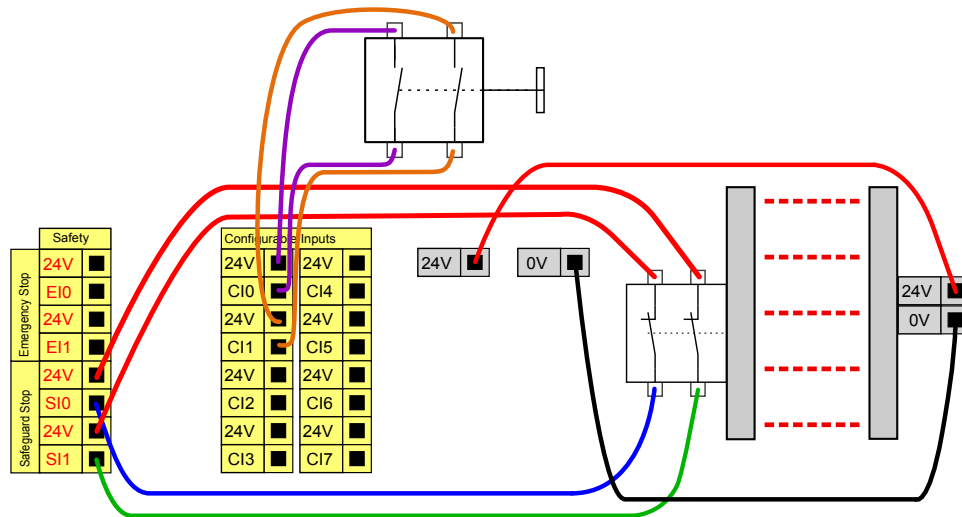 Safety
Emergency Stop
24V
EI0
24V
EI1
Safeguard Stop
24V
SI0
24V
SI1
Configurable Inputs
24V 24V
CI0 CI4
24V 24V
CI1 CI5
24V 24V
CI2 CI6
24V 24V
CI3 CI7
24V 0V
24V
0V